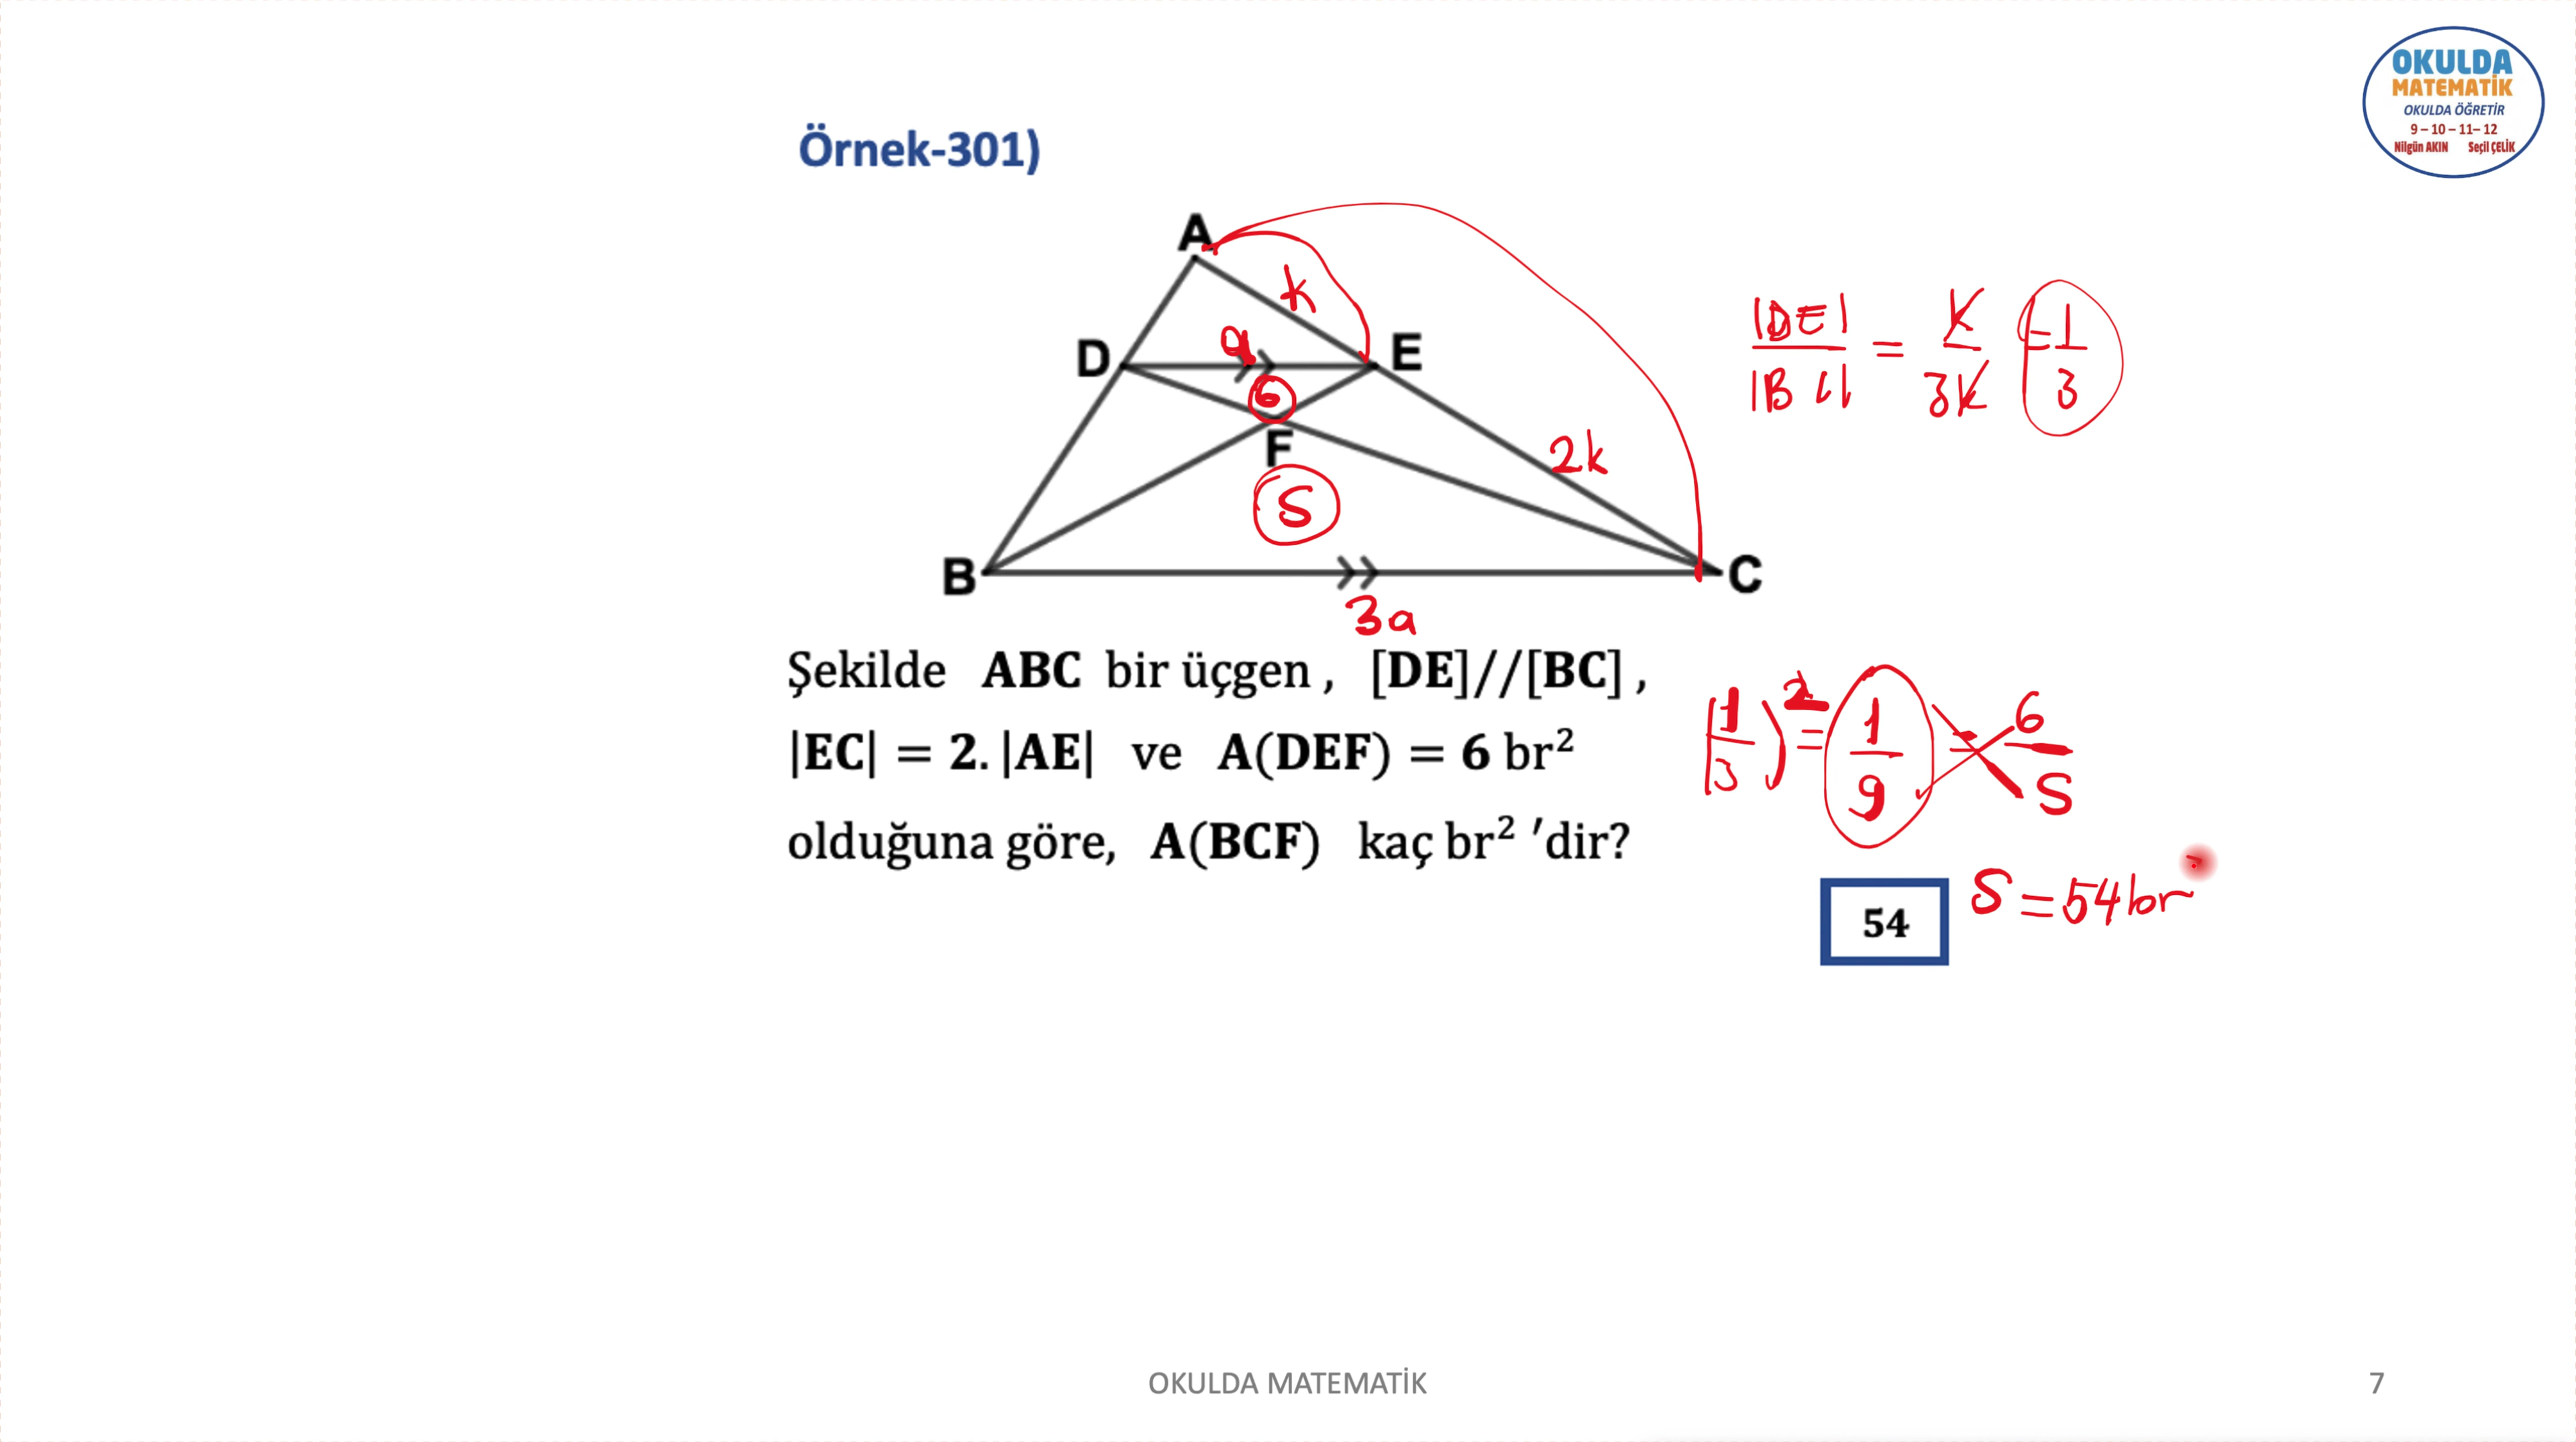 OKULDA
MATEMATİK
OKULDA ÖĞRETİR
9 – 10 – 11– 12
Nilgün AKIN Seçil ÇELİK
Örnek-301)
A
k
D
a
E
6
F
2k
S
B
C
3a
|DE| / |BC| = k / 3k = 1 / 3
Şekilde ABC bir üçgen , [DE]//[BC] ,
|EC| = 2. |AE| ve A(DEF) = 6 br²
olduğuna göre, A(BCF) kaç br² ′dir?
(1/3)² = 1/9 = 6/S
54
S = 54 br
OKULDA MATEMATİK
7